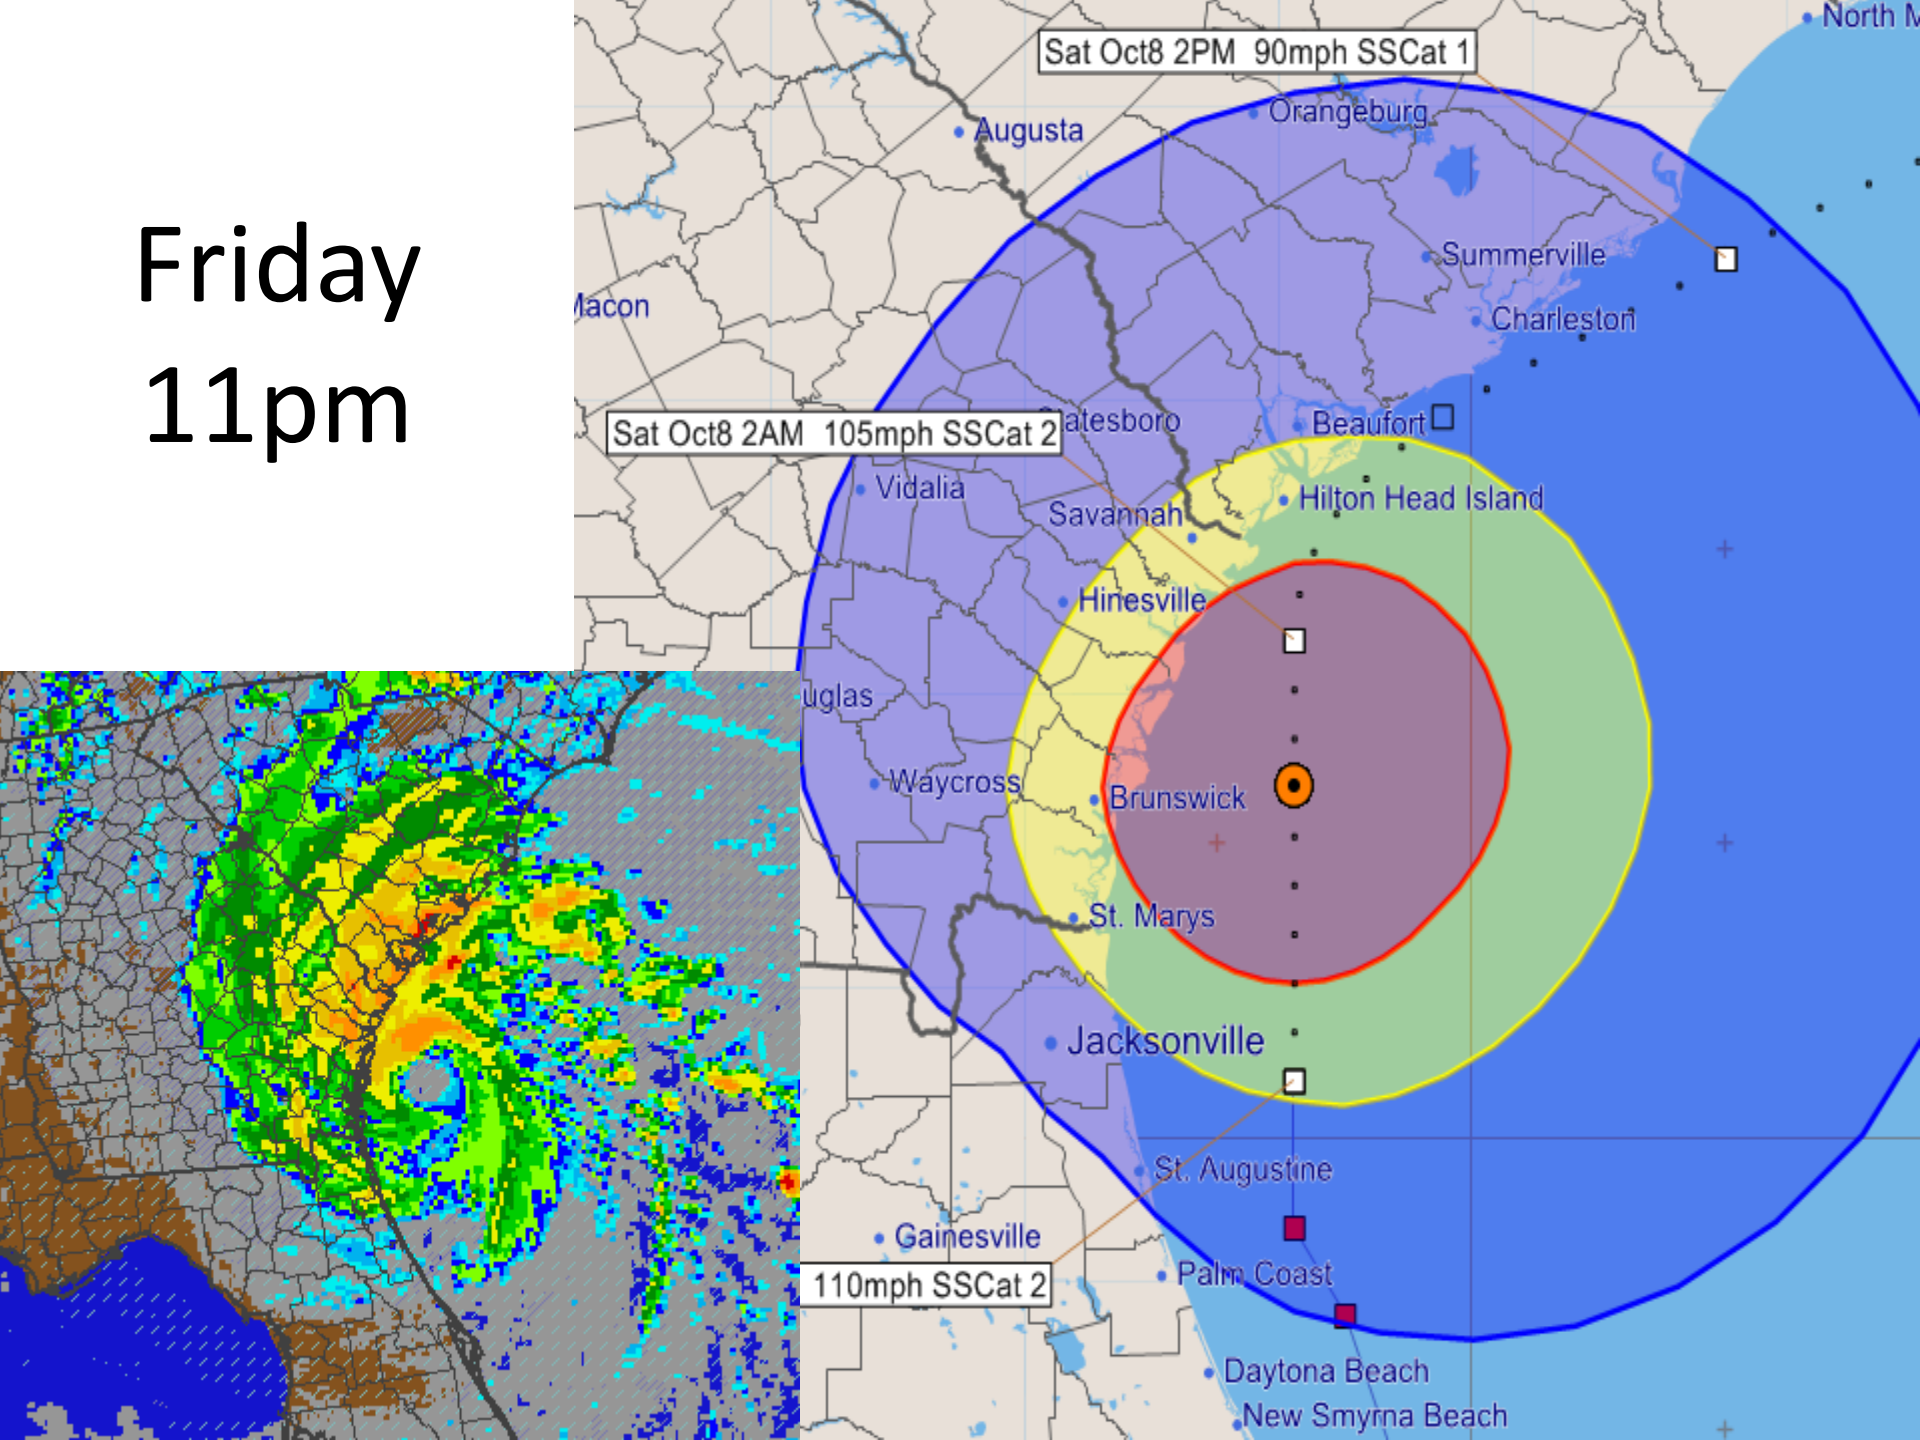 Friday
11pm
North M
Sat Oct8 2PM 90mph SSCat 1
Orangeburg
Augusta
Summerville
Macon
Charleston
Sat Oct8 2AM 105mph SSCat 2
atesboro
Beaufort
Vidalia
Hilton Head Island
Savannah
Hinesville
uglas
Waycross
Brunswick
St. Marys
Jacksonville
St. Augustine
Gainesville
Palm Coast
110mph SSCat 2
Daytona Beach
New Smyrna Beach